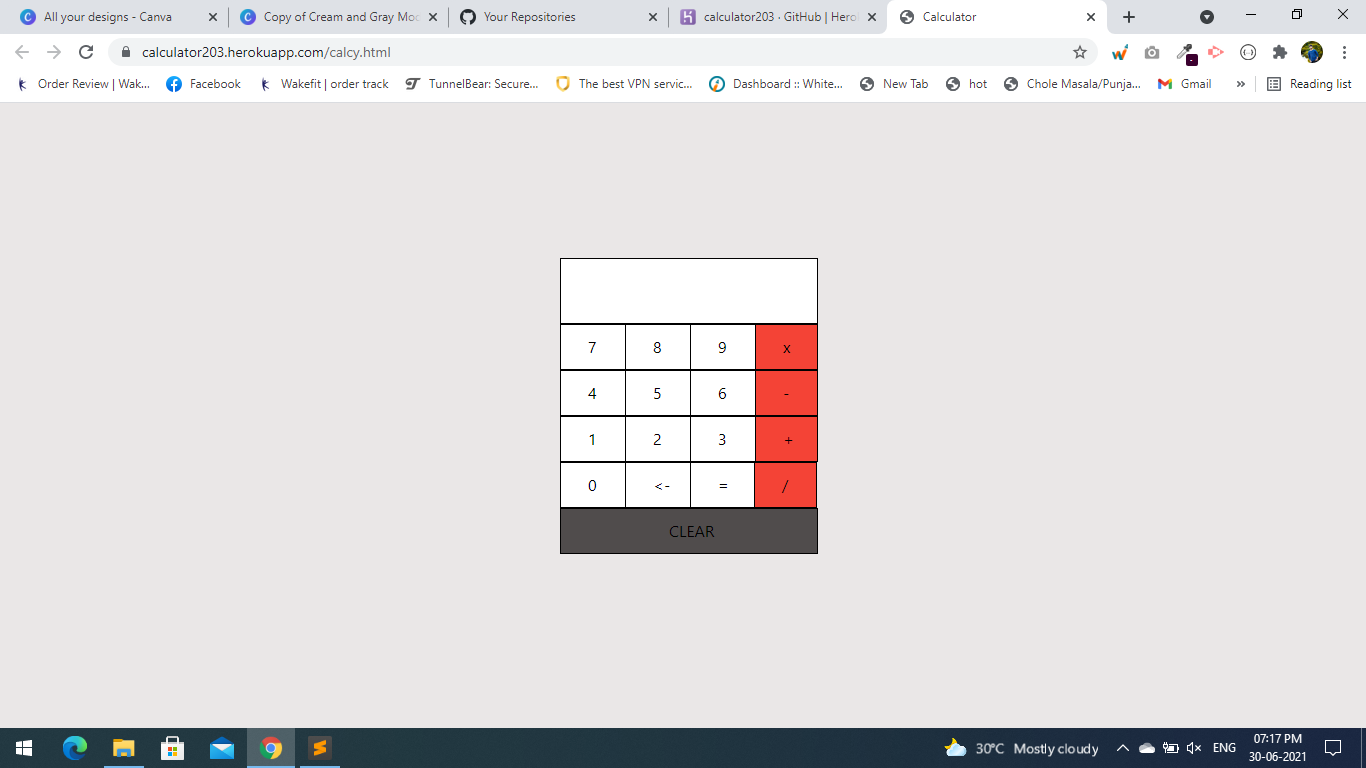 All your designs - Canva
Copy of Cream and Gray Moc
Your Repositories
calculator203 · GitHub | Herok
Calculator
calculator203.herokuapp.com/calcy.html
Order Review | Wak...
Facebook
Wakefit | order track
TunnelBear: Secure...
The best VPN servic...
Dashboard :: White...
New Tab
hot
Chole Masala/Punja...
Gmail
»
Reading list
7 8 9 x
4 5 6 -
1 2 3 +
0 <- = /
CLEAR
30°C Mostly cloudy
ENG
07:17 PM
30-06-2021